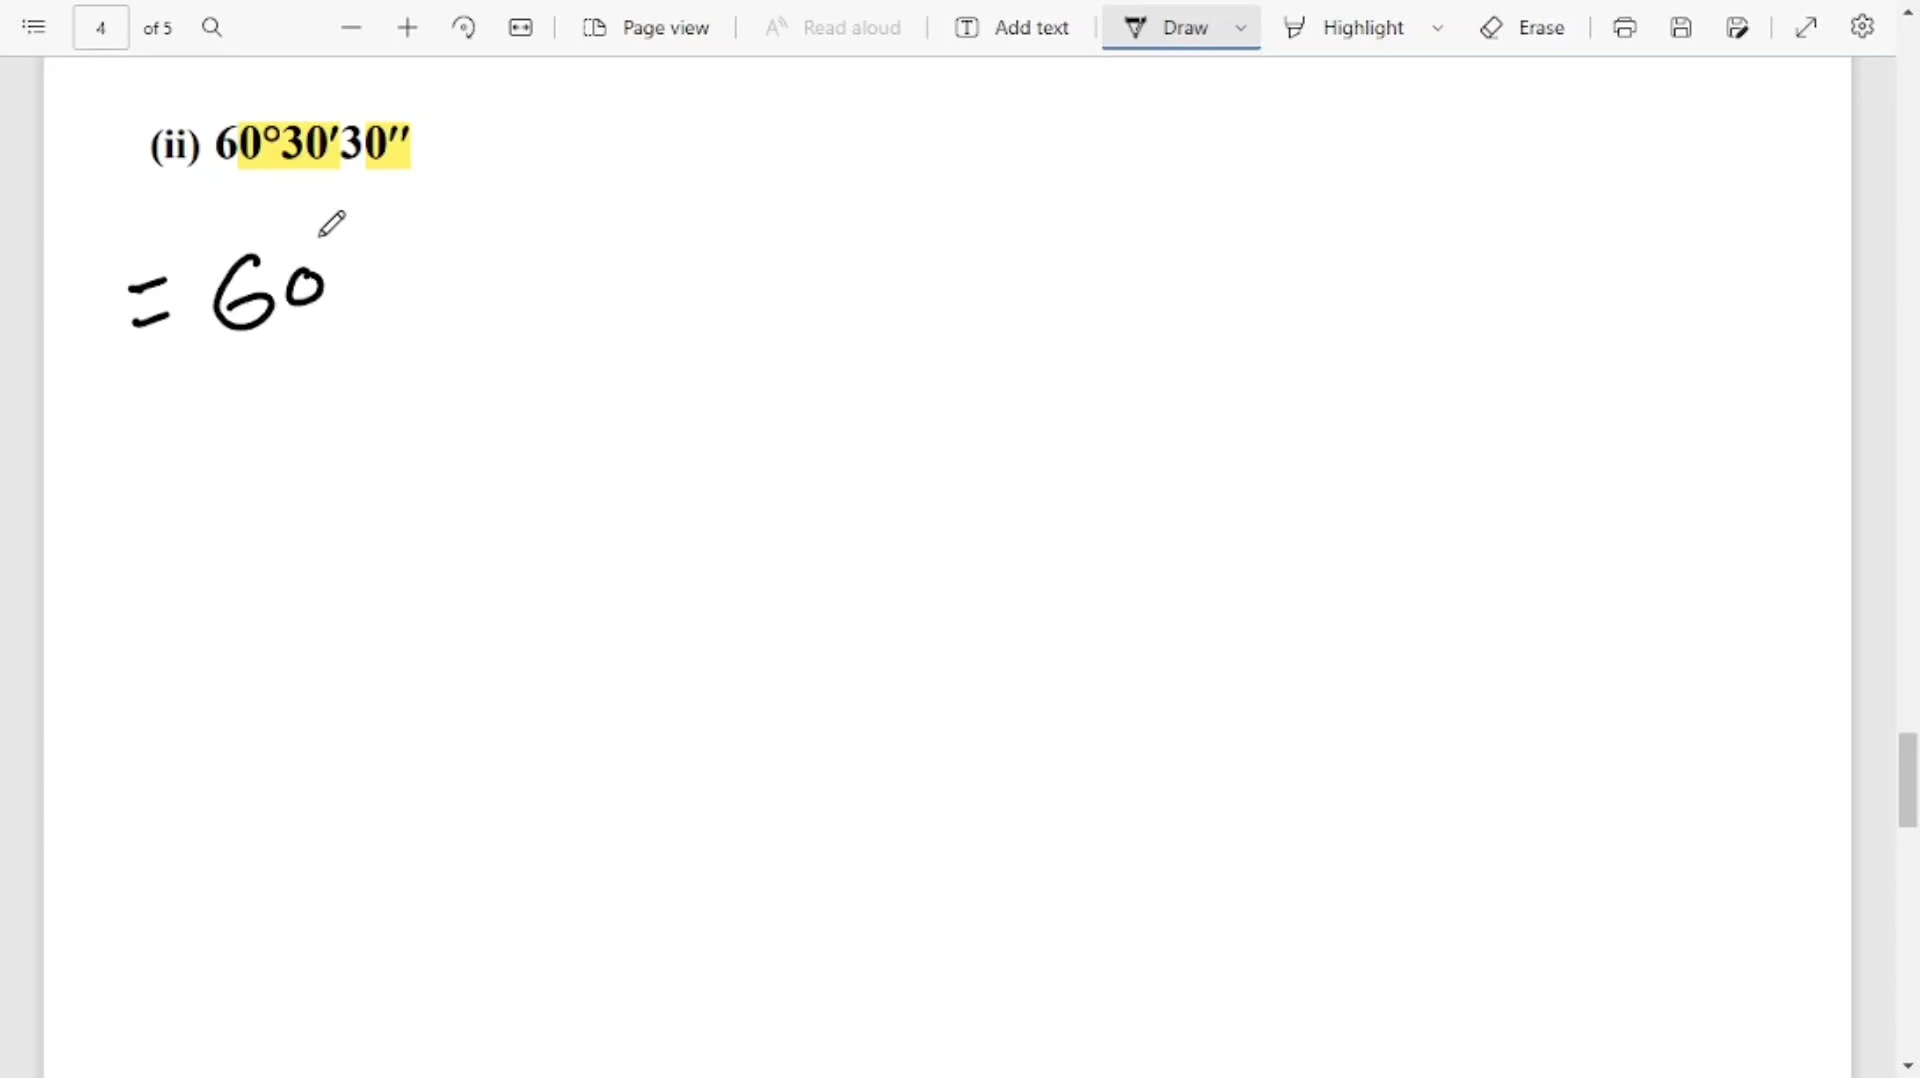 4 of 5 Page view Read aloud Add text Draw Highlight Erase
(ii) 60°30′30″
= 60